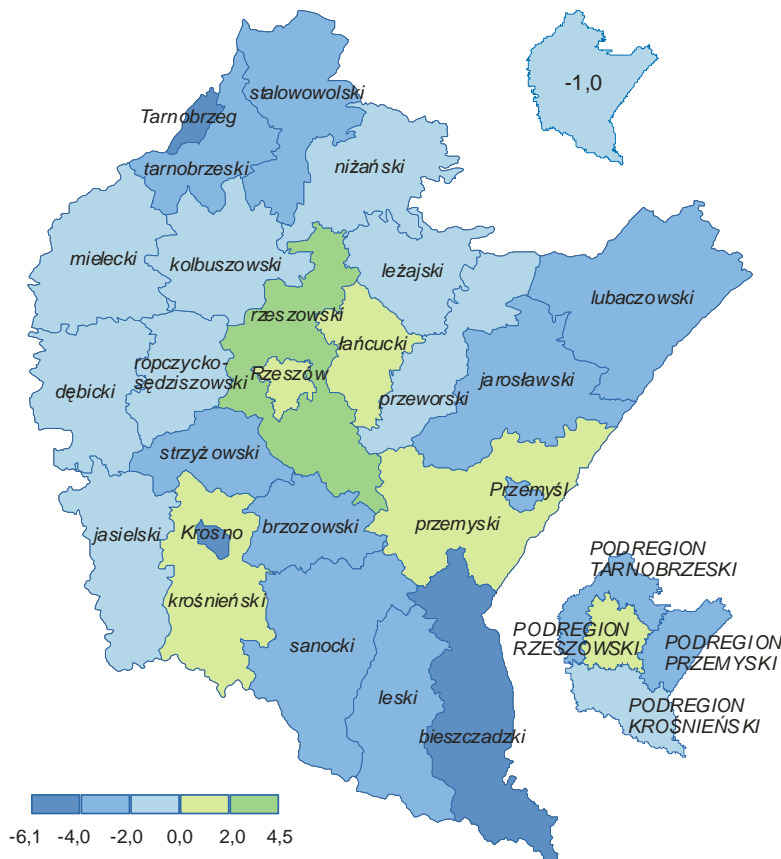 -1,0
stalowowolski
Tarnobrzeg
tarnobrzeski
niżański
mielecki
kolbuszowski
leżajski
lubaczowski
rzeszowski
łańcucki
ropczycko-
sędziszowski
Rzeszów
dębicki
przeworski
jarosławski
strzyżowski
Przemyśl
przemyski
jasielski
Krosno
brzozowski
krośnieński
sanocki
leski
bieszczadzki
PODREGION
TARNOBRZESKI
PODREGION
RZESZOWSKI
PODREGION
PRZEMYSKI
PODREGION
KROŚNIEŃSKI
-6,1 -4,0 -2,0 0,0 2,0 4,5